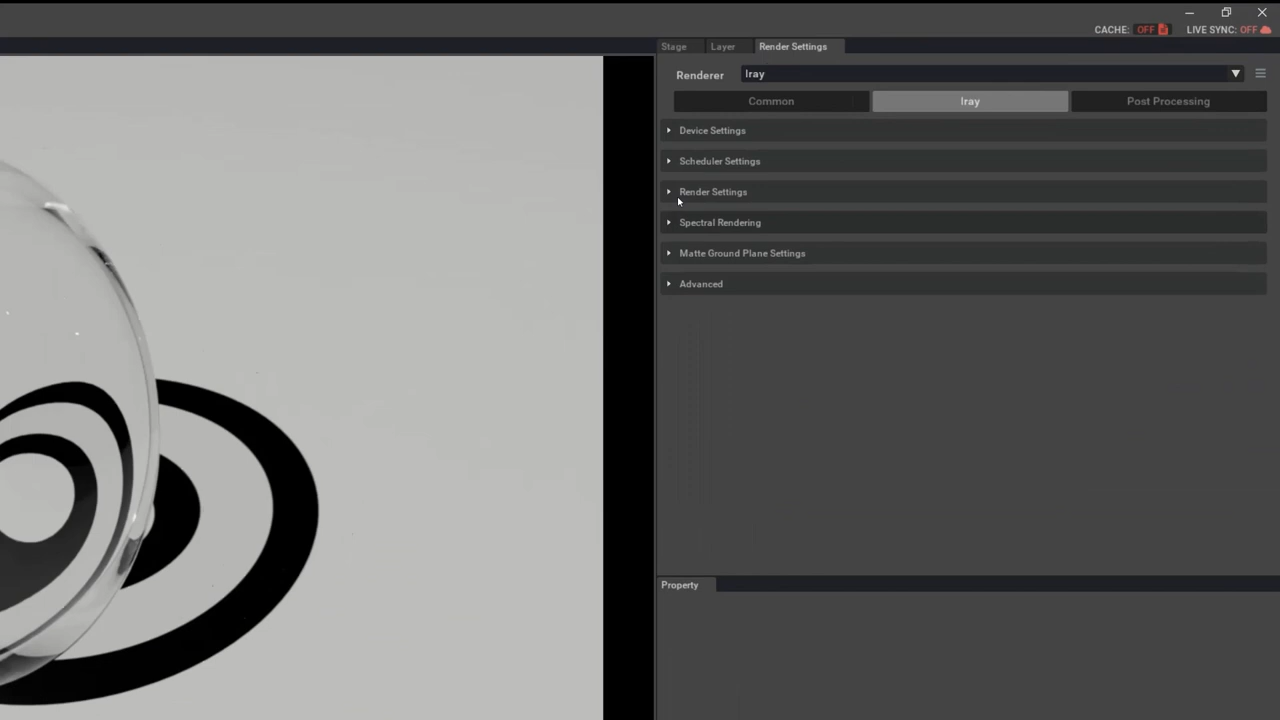 CACHE: OFF LIVE SYNC: OFF
Stage Layer Render Settings
Renderer Iray
Common Iray Post Processing
Device Settings
Scheduler Settings
Render Settings
Spectral Rendering
Matte Ground Plane Settings
Advanced
Property